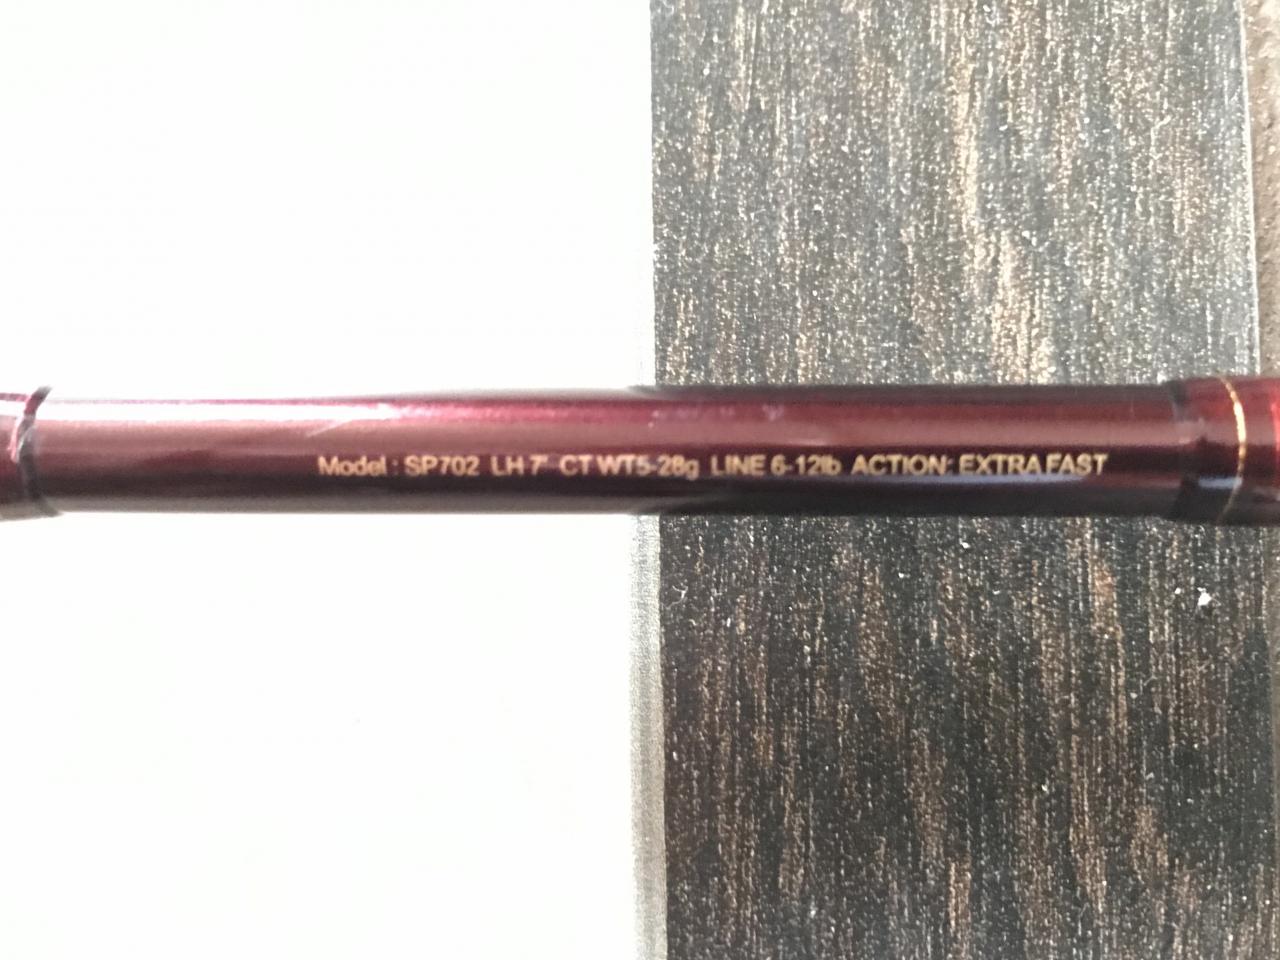 Model : SP702 LH 7' CT WT5-28g LINE 6-12lb ACTION: EXTRA FAST